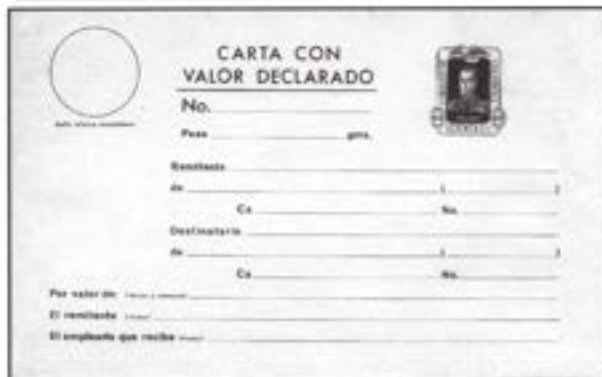 CARTA CON
VALOR DECLARADO
No.
Peso gms.
Remitente
de ( )
Ca No.
Destinatario
de ( )
Ca No.
Por valor de
El remitente
El empleado que recibe